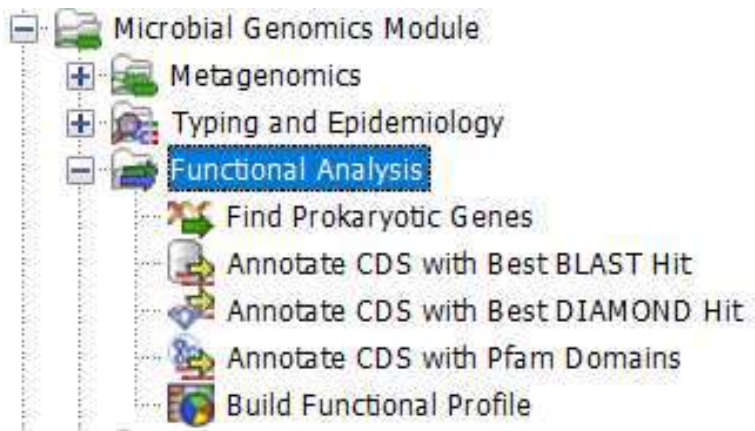 Microbial Genomics Module
Metagenomics
Typing and Epidemiology
Functional Analysis
Find Prokaryotic Genes
Annotate CDS with Best BLAST Hit
Annotate CDS with Best DIAMOND Hit
Annotate CDS with Pfam Domains
Build Functional Profile